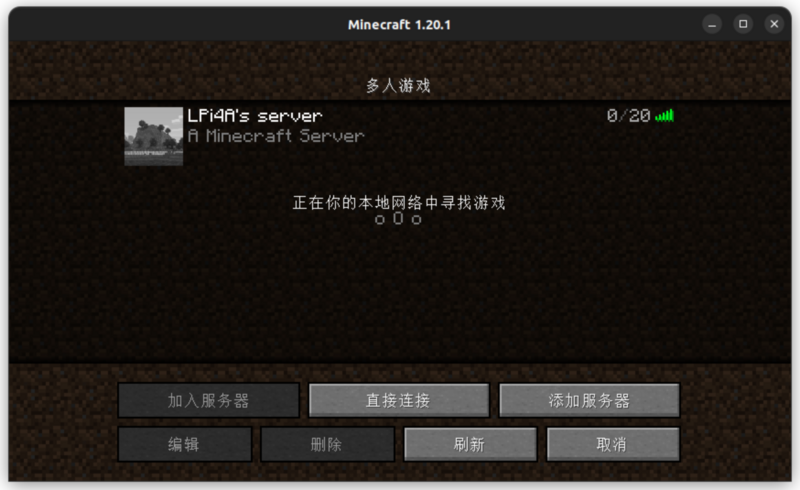 Minecraft 1.20.1
多人游戏
LPi4A's server 0/20
A Minecraft Server
正在你的本地网络中寻找游戏
o O o
加入服务器 直接连接 添加服务器
编辑 删除 刷新 取消